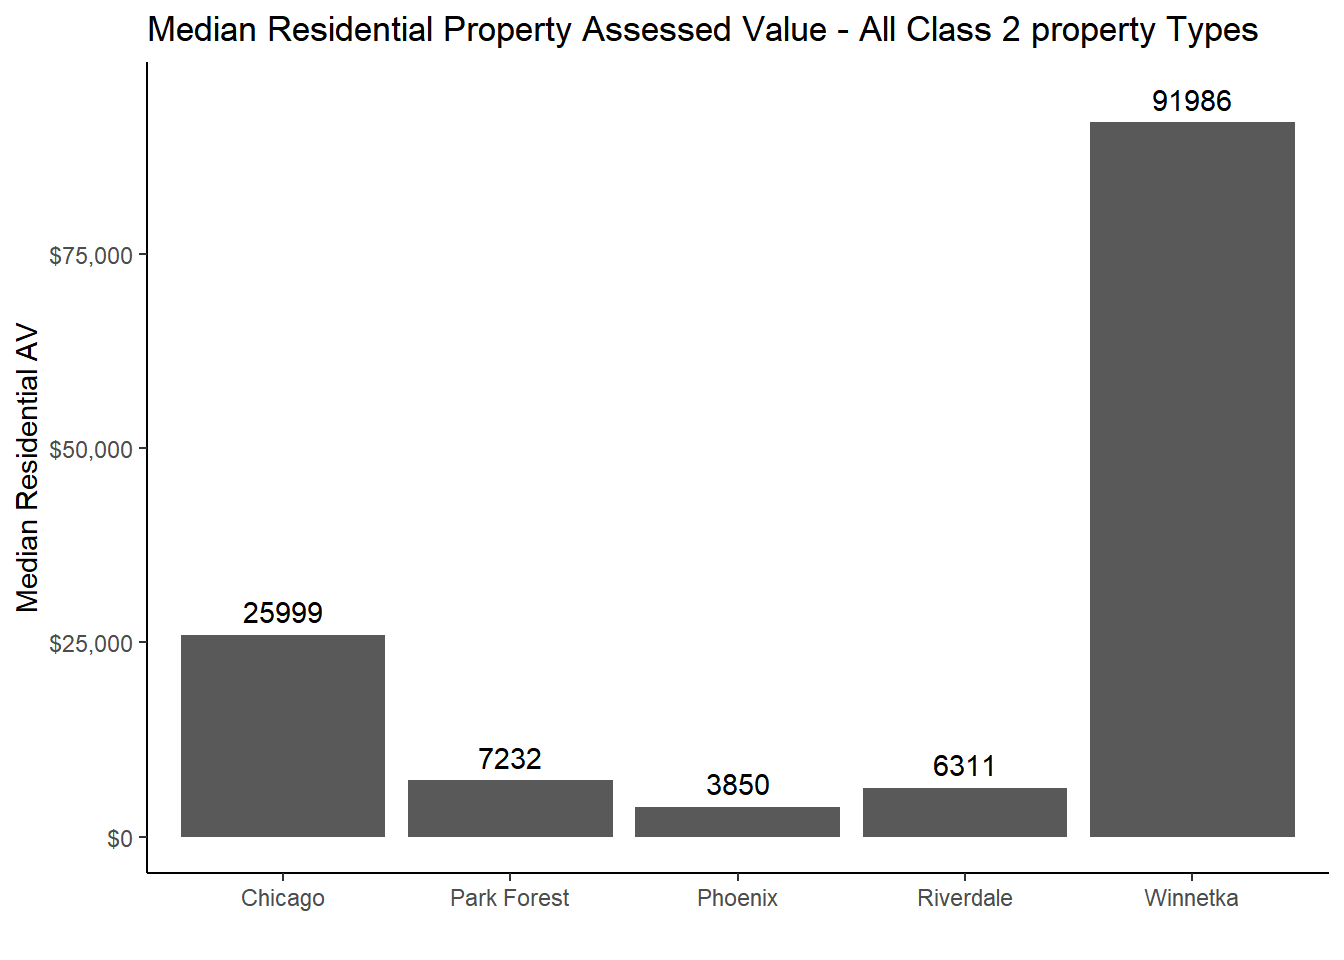 Median Residential Property Assessed Value - All Class 2 property Types
Median Residential AV
$75,000
$50,000
$25,000
$0
25999
7232
3850
6311
91986
Chicago
Park Forest
Phoenix
Riverdale
Winnetka